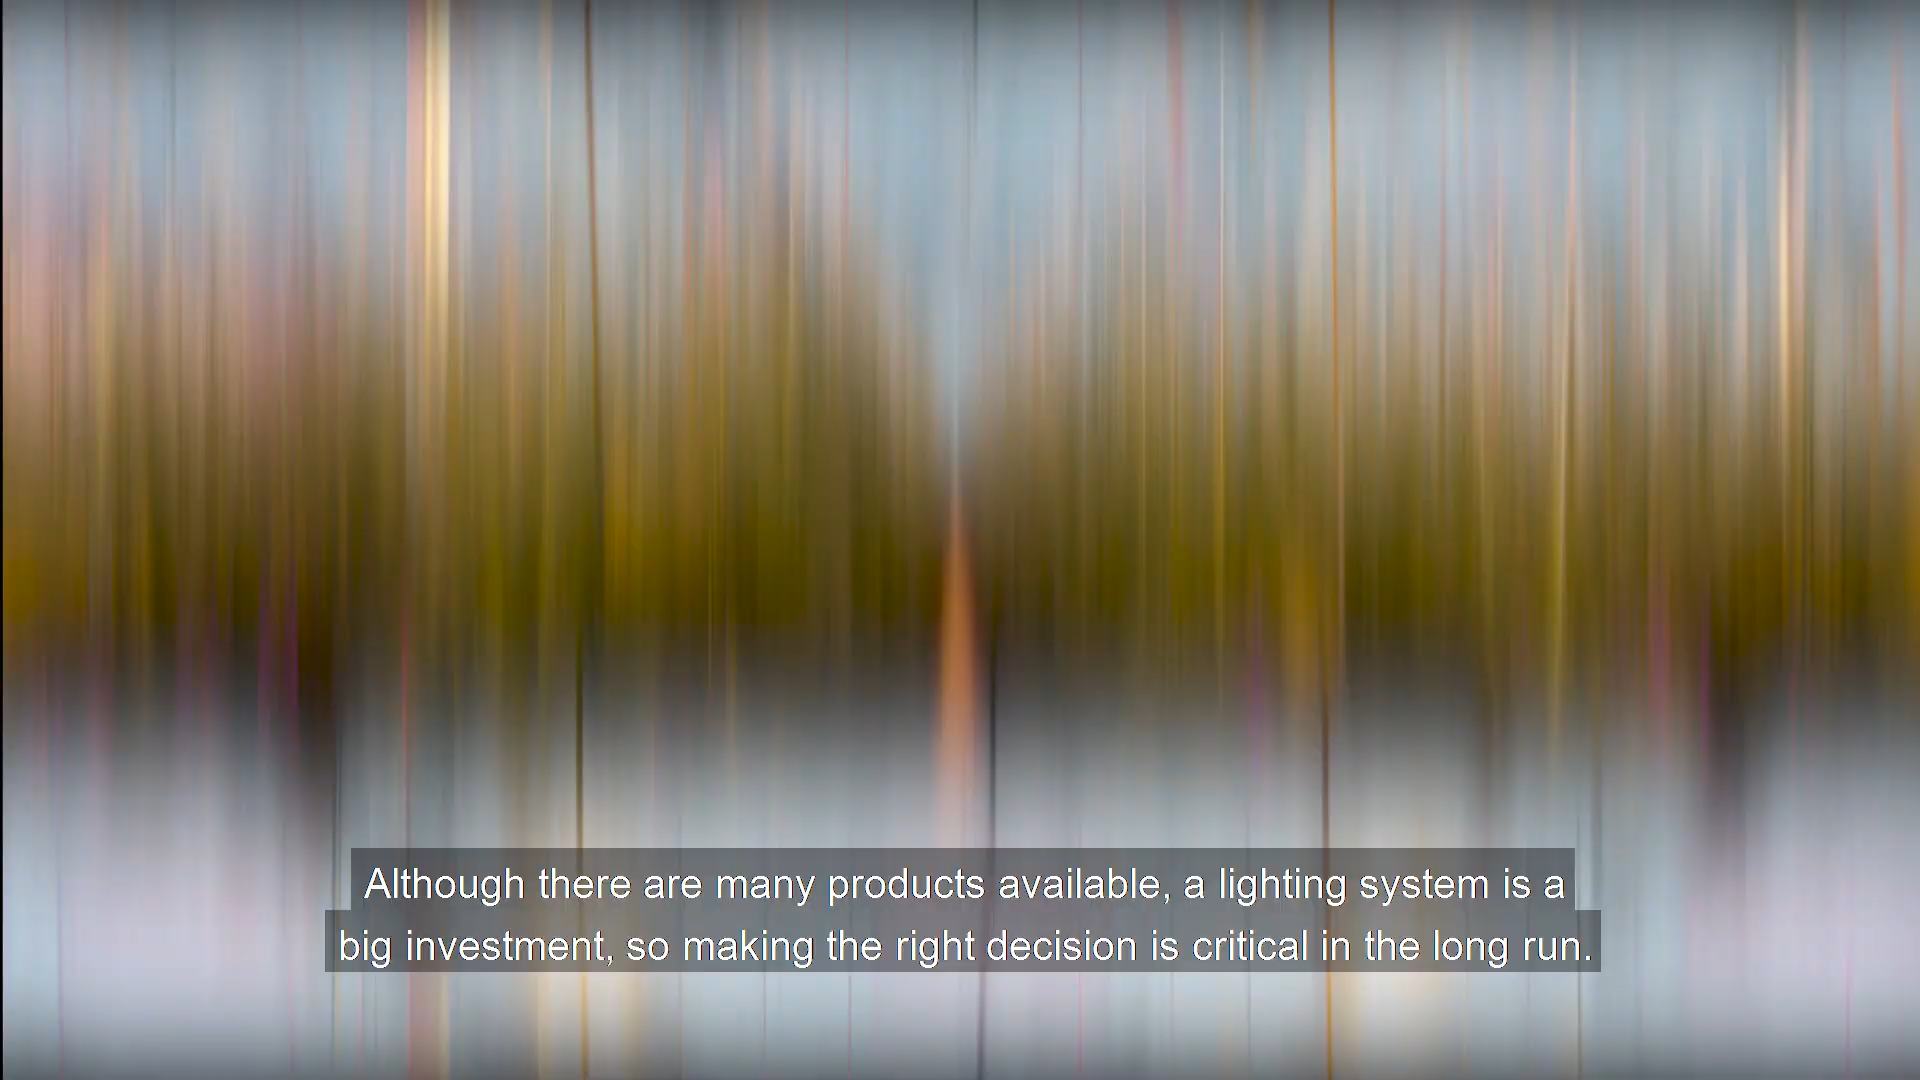 Although there are many products available, a lighting system is a
big investment, so making the right decision is critical in the long run.